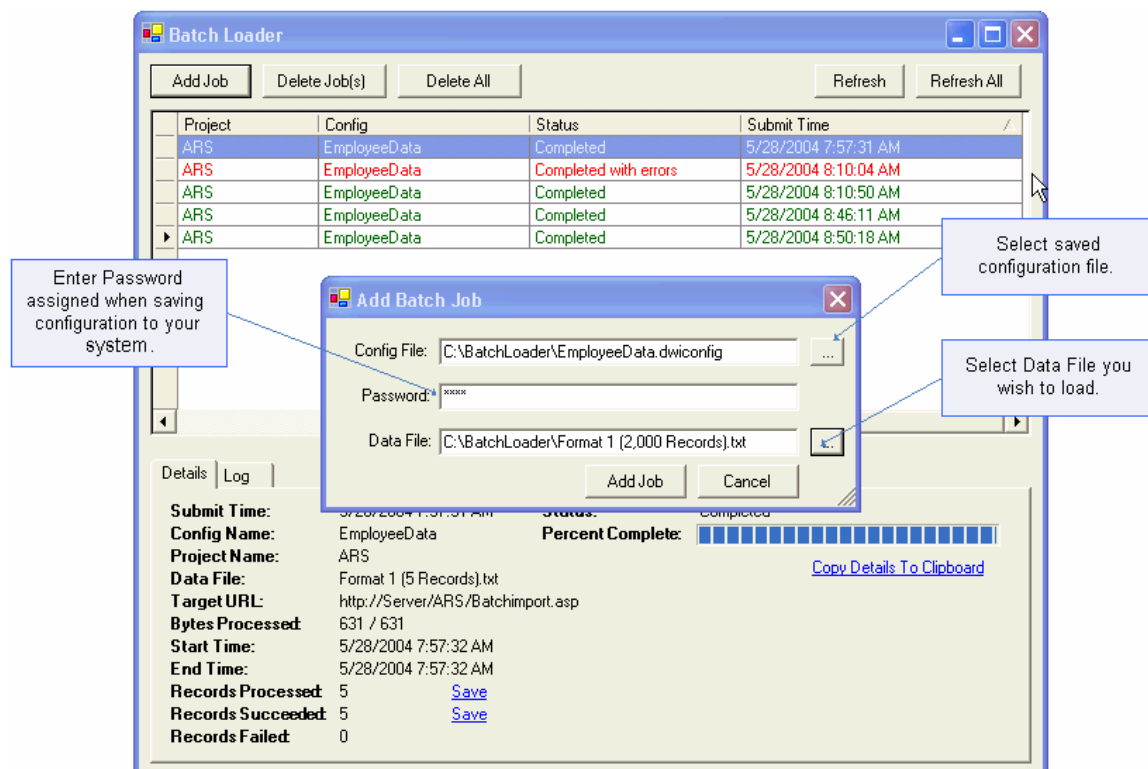 Batch Loader
Add Job Delete Job(s) Delete All Refresh Refresh All
Project Config Status Submit Time
ARS EmployeeData Completed 5/28/2004 7:57:31 AM
ARS EmployeeData Completed with errors 5/28/2004 8:10:04 AM
ARS EmployeeData Completed 5/28/2004 8:10:50 AM
ARS EmployeeData Completed 5/28/2004 8:46:11 AM
ARS EmployeeData Completed 5/28/2004 8:50:18 AM
Select saved
configuration file.
Enter Password
assigned when saving
configuration to your
system.
Add Batch Job
Config File: C:\BatchLoader\EmployeeData.dwiconfig ...
Password: ****
Data File: C:\BatchLoader\Format 1 (2,000 Records).txt ...
Add Job Cancel
Select Data File you
wish to load.
Details Log
Submit Time: 5/28/2004 7:57:31 AM Status: Completed
Config Name: EmployeeData Percent Complete:
Project Name: ARS
Copy Details To Clipboard
Data File: Format 1 (5 Records).txt
Target URL: http://Server/ARS/Batchimport.asp
Bytes Processed: 631 / 631
Start Time: 5/28/2004 7:57:32 AM
End Time: 5/28/2004 7:57:32 AM
Records Processed: 5 Save
Records Succeeded: 5 Save
Records Failed: 0